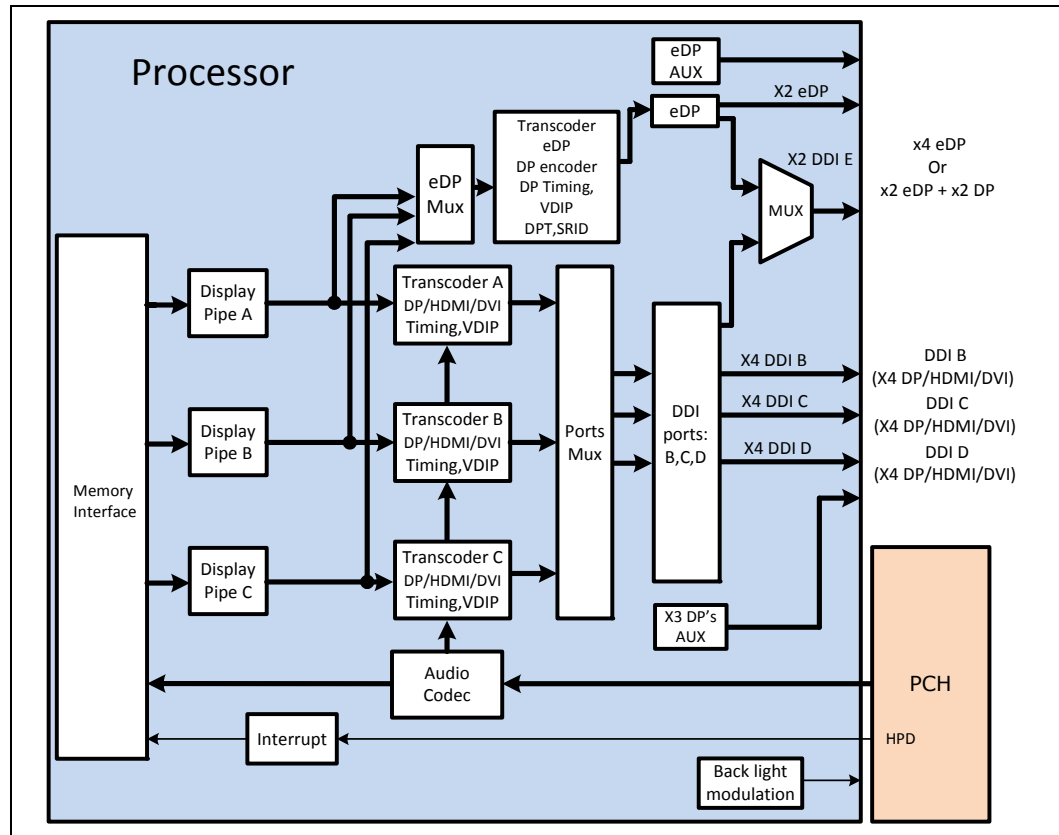 Processor
eDP
AUX
X2 eDP
eDP
Transcoder
eDP
DP encoder
DP Timing,
VDIP
DPT,SRID
eDP
Mux
X2 DDI E
MUX
x4 eDP
Or
x2 eDP + x2 DP
Memory
Interface
Display
Pipe A
Transcoder A
DP/HDMI/DVI
Timing,VDIP
Display
Pipe B
Transcoder B
DP/HDMI/DVI
Timing,VDIP
Display
Pipe C
Transcoder C
DP/HDMI/DVI
Timing,VDIP
Ports
Mux
DDI
ports:
B,C,D
X4 DDI B
X4 DDI C
X4 DDI D
DDI B
(X4 DP/HDMI/DVI)
DDI C
(X4 DP/HDMI/DVI)
DDI D
(X4 DP/HDMI/DVI)
X3 DP's
AUX
Audio
Codec
PCH
Interrupt
HPD
Back light
modulation